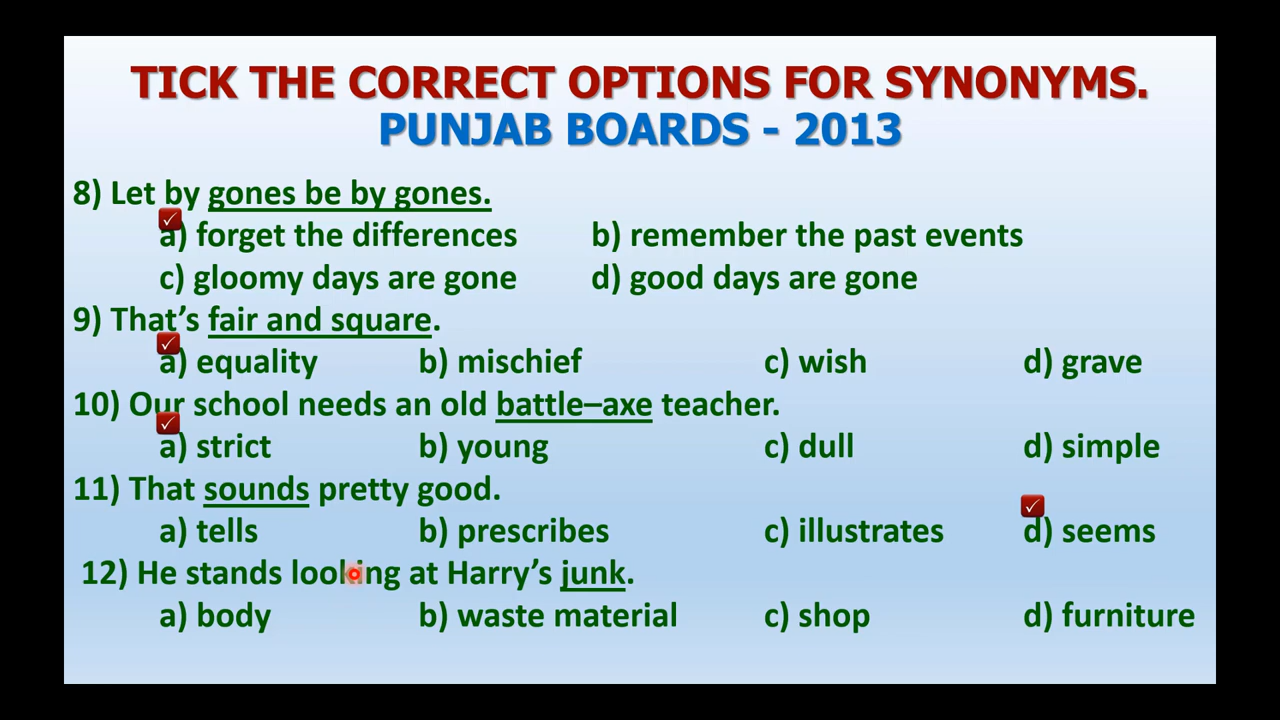 TICK THE CORRECT OPTIONS FOR SYNONYMS.
PUNJAB BOARDS - 2013
8) Let by gones be by gones.
a) forget the differences b) remember the past events
c) gloomy days are gone d) good days are gone
9) That’s fair and square.
a) equality b) mischief c) wish d) grave
10) Our school needs an old battle–axe teacher.
a) strict b) young c) dull d) simple
11) That sounds pretty good.
a) tells b) prescribes c) illustrates d) seems
12) He stands looking at Harry’s junk.
a) body b) waste material c) shop d) furniture